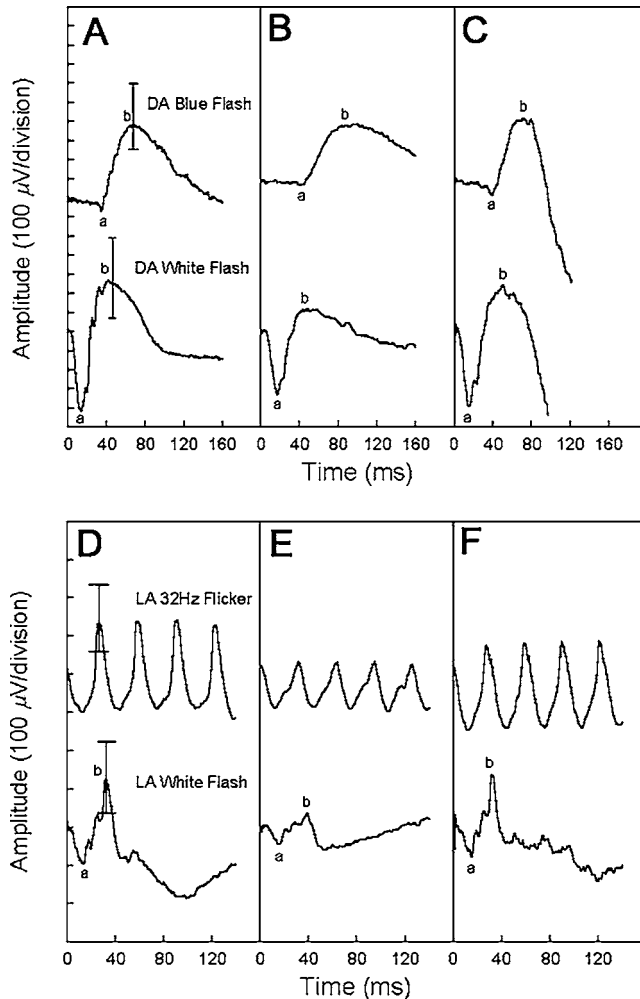 A B C
Amplitude (100 µV/division)
b DA Blue Flash b b
a a a
b DA White Flash b b
a a a
0 40 80 120 160 0 40 80 120 160 0 40 80 120 160
Time (ms)
D E F
Amplitude (100 µV/division)
LA 32Hz Flicker
b LA White Flash b b
a a a
0 40 80 120 0 40 80 120 0 40 80 120
Time (ms)